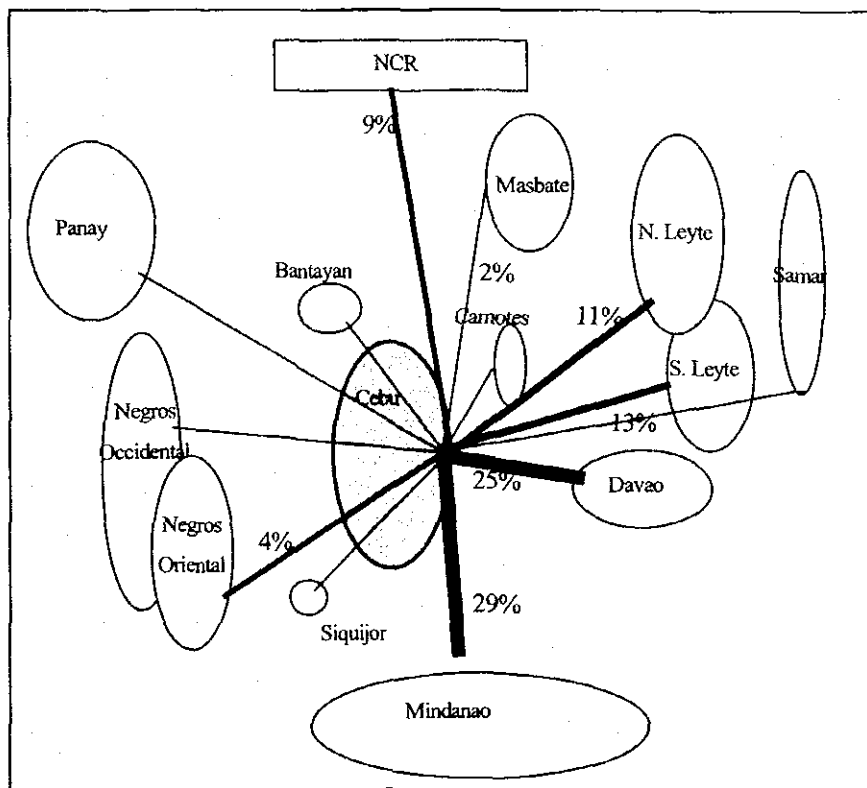 NCR
9%
Masbate
N. Leyte
Panay
Samar
Bantayan
2%
Camotes
11%
S. Leyte
Cebu
Negros
Occidental
13%
25%
Davao
Negros
Oriental
4%
29%
Siquijor
Mindanao